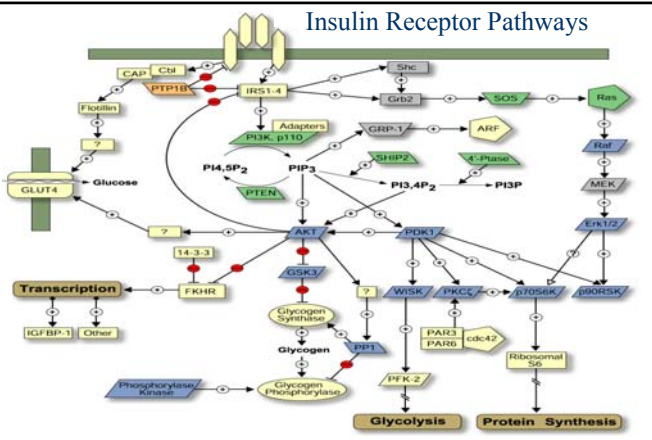 Insulin Receptor Pathways
Cbl
CAP
PTP1B
IRS1-4
Shc
Grb2
SOS
Ras
Flotillin
Adapters
PI3K, p110
GRP-1
ARF
Raf
?
PI4,5P2
PIP3
SHIP2
4'-Ptase
MEK
GLUT4
Glucose
PTEN
PI3,4P2
PI3P
Erk1/2
?
AKT
PDK1
14-3-3
GSK3
Transcription
FKHR
?
WISK
PKCζ
p70S6K
p90RSK
Glycogen
Synthase
IGFBP-1
Other
Glycogen
PP1
PAR3
PAR6
cdc42
Ribosomal
S6
Phosphorylase
Kinase
Glycogen
Phosphorylase
PFK-2
Glycolysis
Protein Synthesis